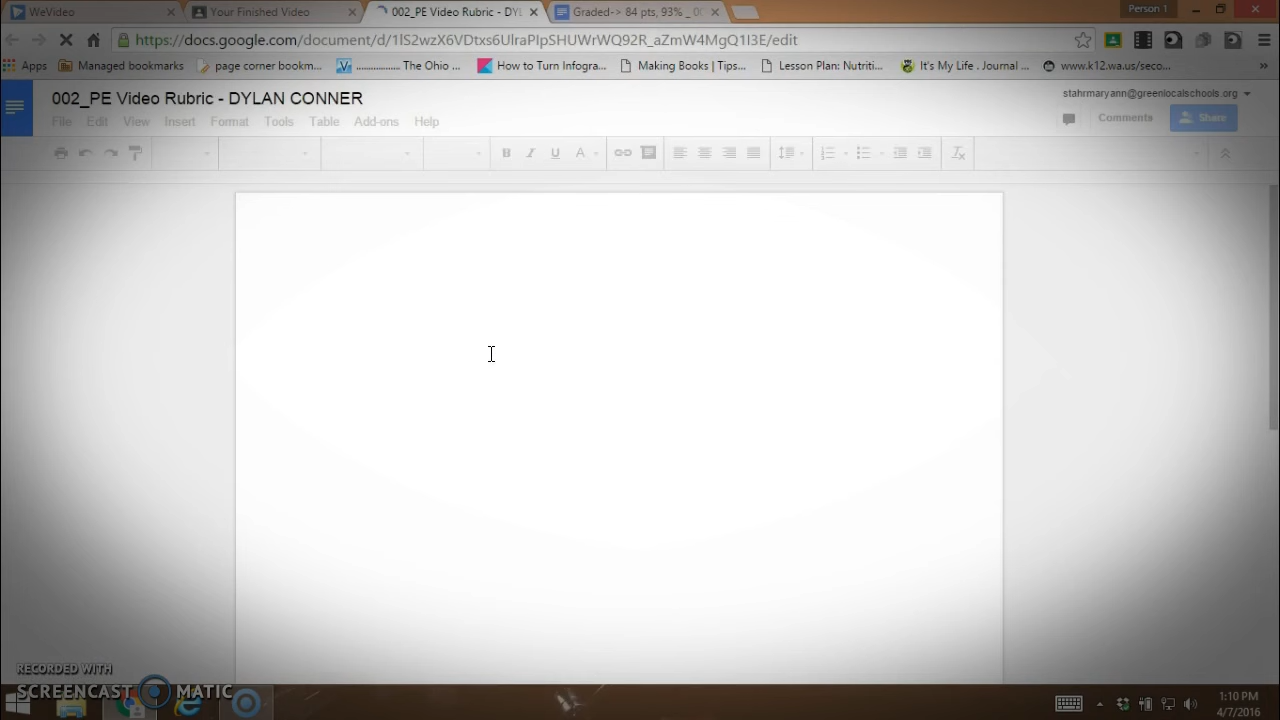 WeVideo
Your Finished Video
002_PE Video Rubric - DYL
Graded-> 84 pts, 93% _ 00
Person 1
https://docs.google.com/document/d/1lS2wzX6VDtxs6UlraPlpSHUWrWQ92R_aZmW4MgQ1I3E/edit
Apps
Managed bookmarks
page corner bookm...
................. The Ohio ...
How to Turn Infogra...
Making Books | Tips...
Lesson Plan: Nutriti...
It's My Life . Journal ...
www.k12.wa.us/seco...
»
002_PE Video Rubric - DYLAN CONNER
stahrmaryann@greenlocalschools.org
File Edit View Insert Format Tools Table Add-ons Help
Comments
Share
B I U A
RECORDED WITH
SCREENCAST MATIC
1:10 PM
4/7/2016